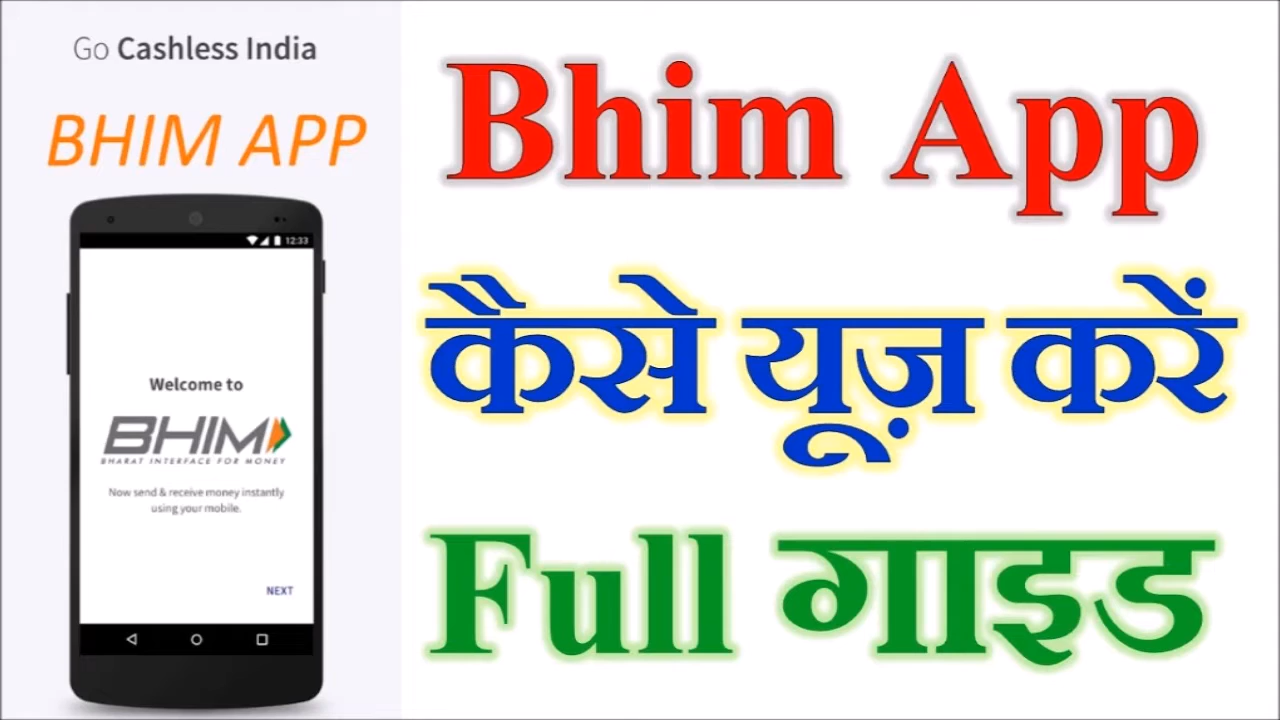 Go Cashless India
BHIM APP
12:33
Welcome to
BHIM
BHARAT INTERFACE FOR MONEY
Now send & receive money instantly
using your mobile.
NEXT
Bhim App
कैसे यूज़ करें
Full गाइड